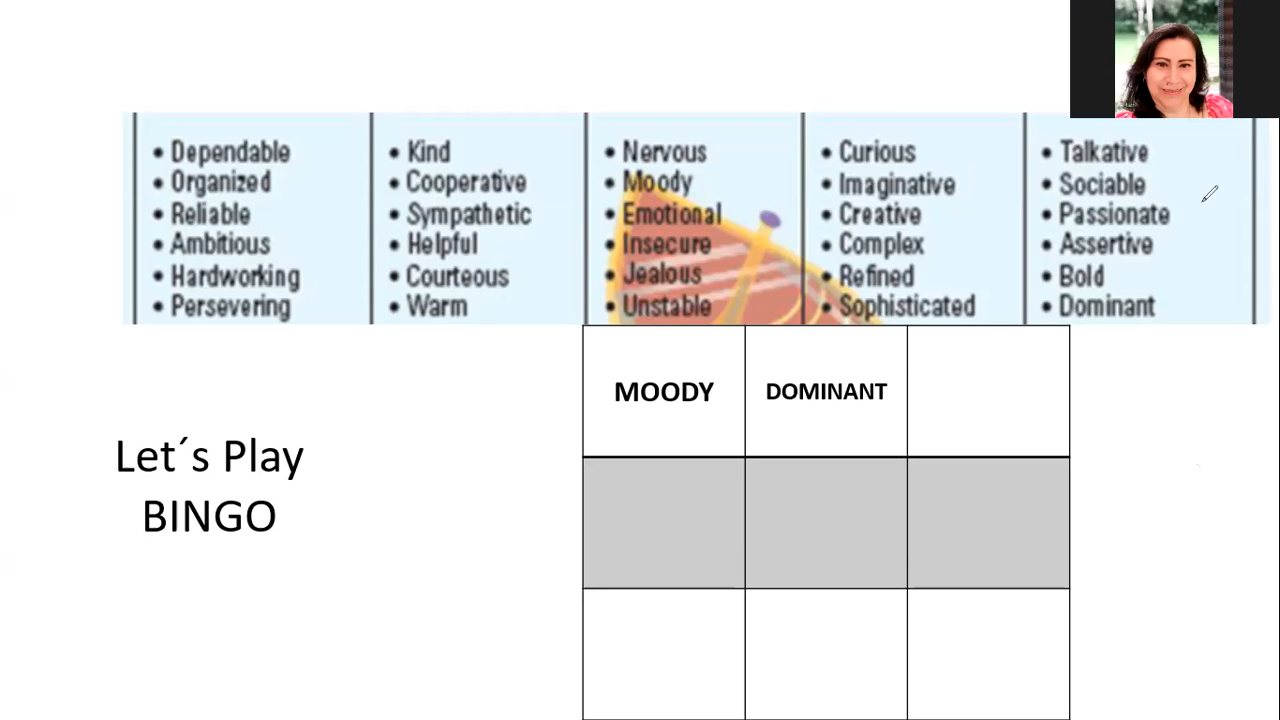 • Dependable
• Organized
• Reliable
• Ambitious
• Hardworking
• Persevering
• Kind
• Cooperative
• Sympathetic
• Helpful
• Courteous
• Warm
• Nervous
• Moody
• Emotional
• Insecure
• Jealous
• Unstable
• Curious
• Imaginative
• Creative
• Complex
• Refined
• Sophisticated
• Talkative
• Sociable
• Passionate
• Assertive
• Bold
• Dominant
MOODY
DOMINANT
Let´s Play
BINGO